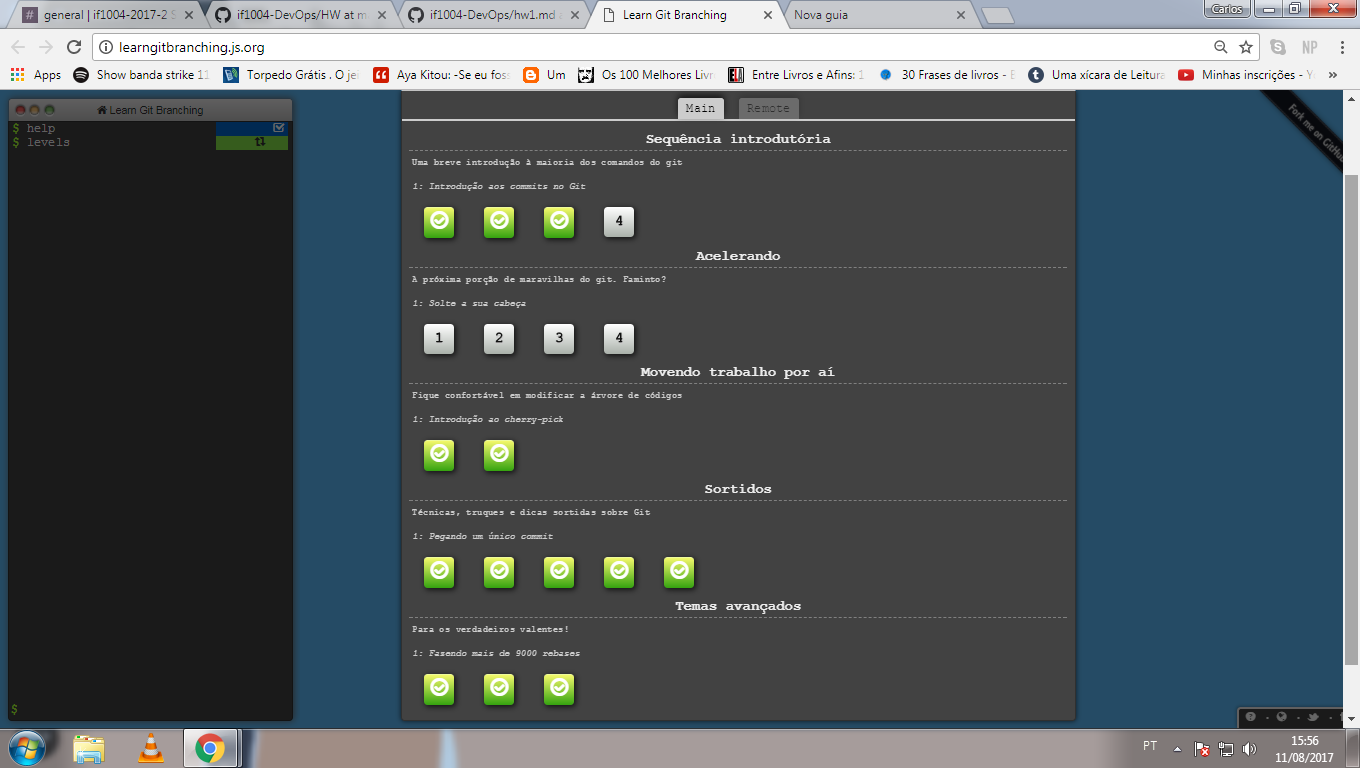 general | if1004-2017-2 S
if1004-DevOps/HW at m
if1004-DevOps/hw1.md a
Learn Git Branching
Nova guia
Carlos
learngitbranching.js.org
NP
Apps
Show banda strike 11
Torpedo Grátis . O je
Aya Kitou: -Se eu fos
Um
Os 100 Melhores Livr
Entre Livros e Afins: 1
30 Frases de livros - E
Uma xícara de Leitura
Minhas inscrições - Y
»
Learn Git Branching
$ help
$ levels
$
Main
Remote
Fork me on GitHub
Sequência introdutória
Uma breve introdução à maioria dos comandos do git
1: Introdução aos commits no Git
4
Acelerando
A próxima porção de maravilhas do git. Faminto?
1: Solte a sua cabeça
1 2 3 4
Movendo trabalho por aí
Fique confortável em modificar a árvore de códigos
1: Introdução ao cherry-pick
Sortidos
Técnicas, truques e dicas sortidas sobre Git
1: Pegando um único commit
Temas avançados
Para os verdadeiros valentes!
1: Fazendo mais de 9000 rebases
PT
15:56
11/08/2017